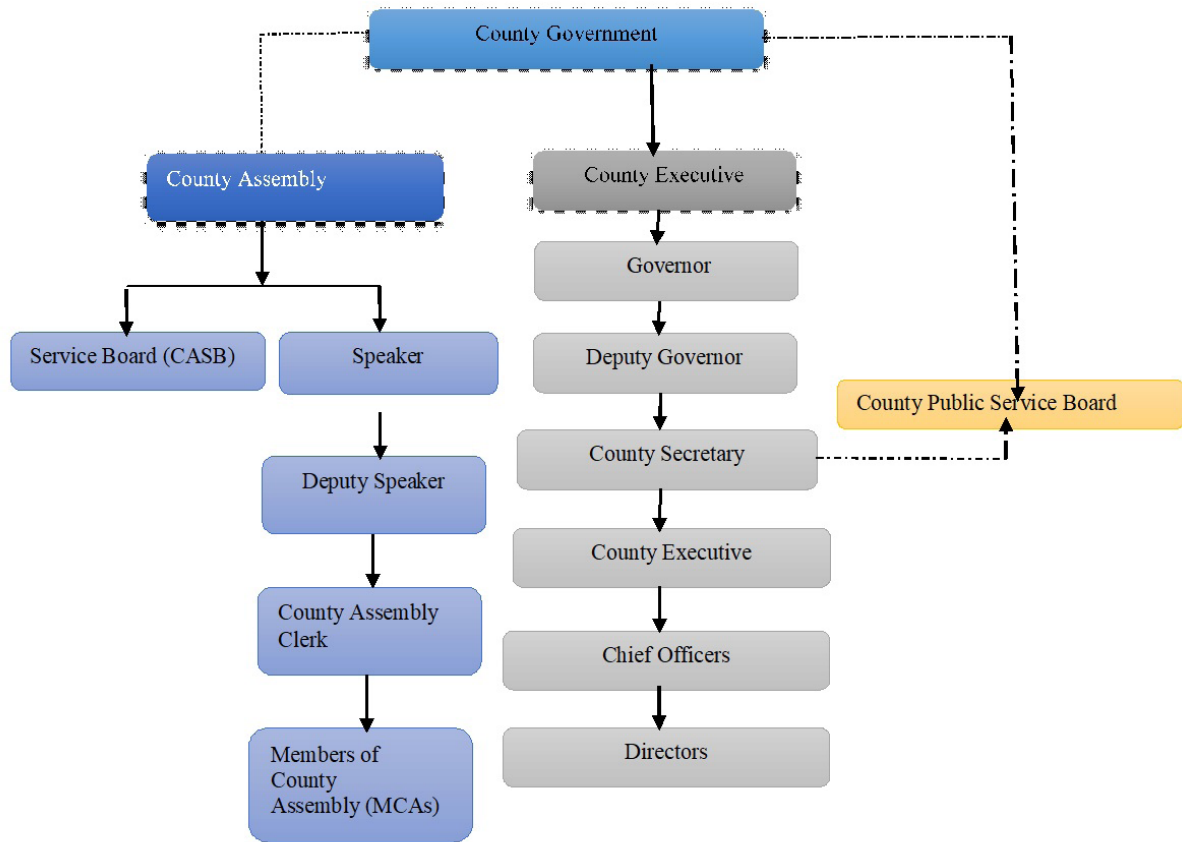 County Government
County Assembly
County Executive
Governor
Service Board (CASB)
Speaker
Deputy Governor
County Public Service Board
County Secretary
Deputy Speaker
County Executive
County Assembly
Clerk
Chief Officers
Members of
County
Assembly (MCAs)
Directors